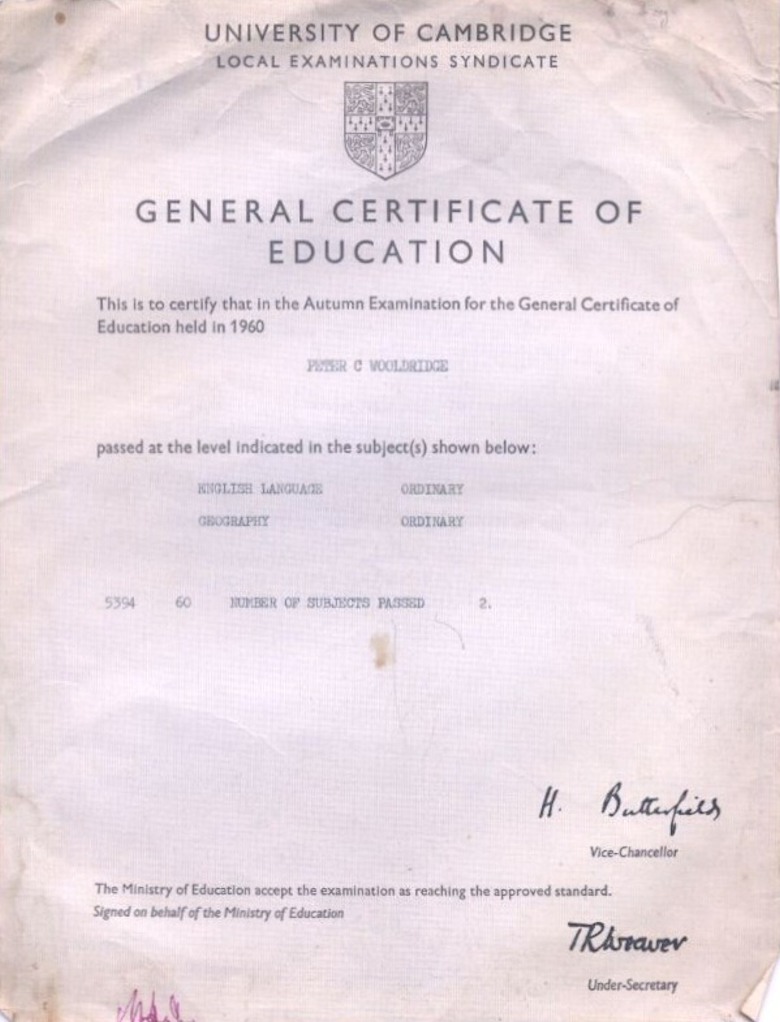 UNIVERSITY OF CAMBRIDGE
LOCAL EXAMINATIONS SYNDICATE
GENERAL CERTIFICATE OF
EDUCATION
This is to certify that in the Autumn Examination for the General Certificate of
Education held in 1960
PETER C WOOLDRIDGE
passed at the level indicated in the subject(s) shown below:
ENGLISH LANGUAGE ORDINARY
GEOGRAPHY ORDINARY
5394 60 NUMBER OF SUBJECTS PASSED 2.
H. Butterfield
Vice-Chancellor
The Ministry of Education accept the examination as reaching the approved standard.
Signed on behalf of the Ministry of Education
TRWeaver
Under-Secretary